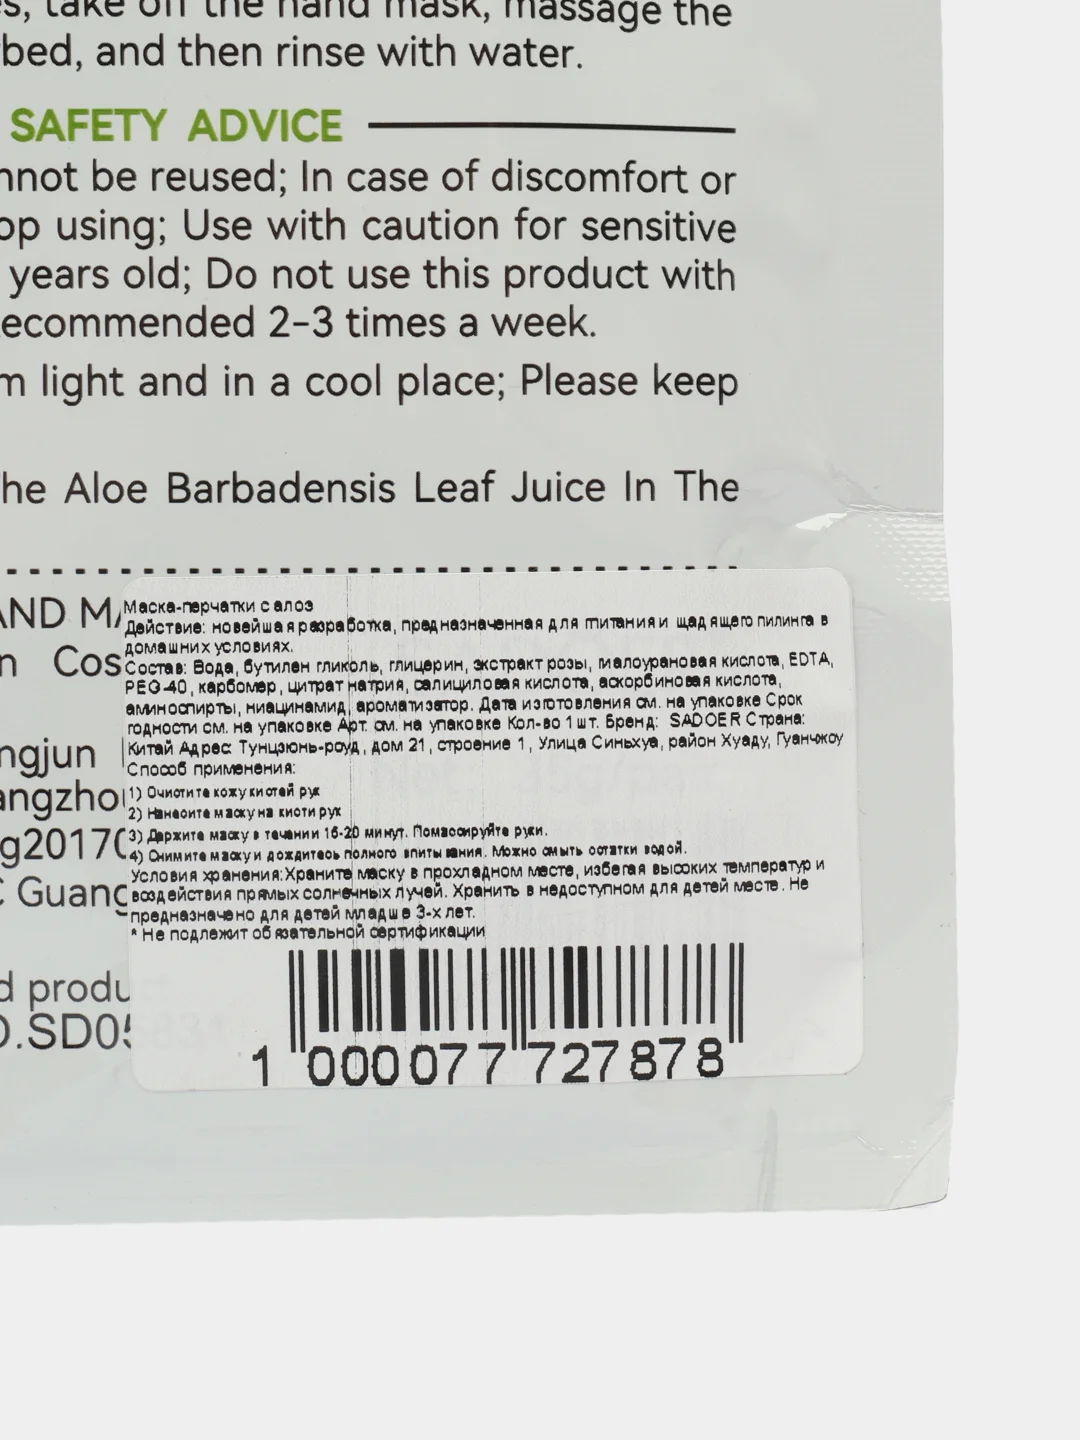 es, take off the hand mask, massage the
bed, and then rinse with water.
SAFETY ADVICE
nnot be reused; In case of discomfort or
op using; Use with caution for sensitive
years old; Do not use this product with
ecommended 2-3 times a week.
m light and in a cool place; Please keep
he Aloe Barbadensis Leaf Juice In The
AND MA
n Cos
ngjun
angzhou
g20170
C Guang
d produ
O.SD05
Маска-перчатки с алоэ
Действие: новейшая разработка, предназначенная для питания и щадящего пилинга в
домашних условиях.
Состав: Вода, бутилен гликоль, глицерин, экстракт розы, гиалоурановая кислота, EDTA,
PEG-40, карбомер, цитрат натрия, салициловая кислота, аскорбиновая кислота,
аминоспирты, ниацинамид, ароматизатор. Дата изготовления см. на упаковке Срок
годности см. на упаковке Арт. см. на упаковке Кол-во 1 шт. Бренд: SADOER Страна:
Китай Адрес: Тунцзюнь-роуд, дом 21, строение 1, Улица Синьхуа, район Хуаду, Гуанчжоу
Способ применения:
1) Очистите кожу кистей рук
2) Нанесите маску на кисти рук
3) Держите маску в течении 16-20 минут. Помассируйте руки.
4) Снимите маску и дождитесь полного впитывания. Можно смыть остатки водой.
Условия хранения:Храните маску в прохладном месте, избегая высоких температур и
воздействия прямых солнечных лучей. Хранить в недоступном для детей месте. Не
предназначено для детей младше 3-х лет.
* Не подлежит обязательной сертификации
1 000077 727878